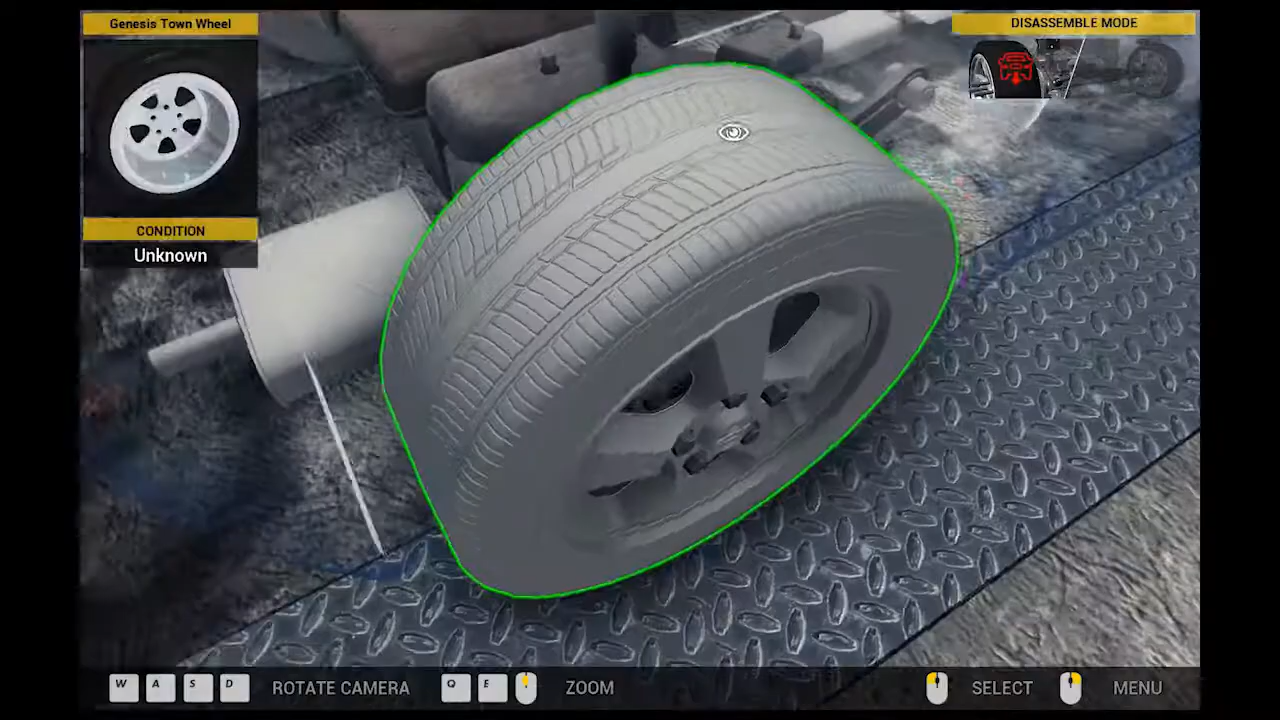 Genesis Town Wheel
DISASSEMBLE MODE
CONDITION
Unknown
W A S D ROTATE CAMERA Q E ZOOM SELECT MENU